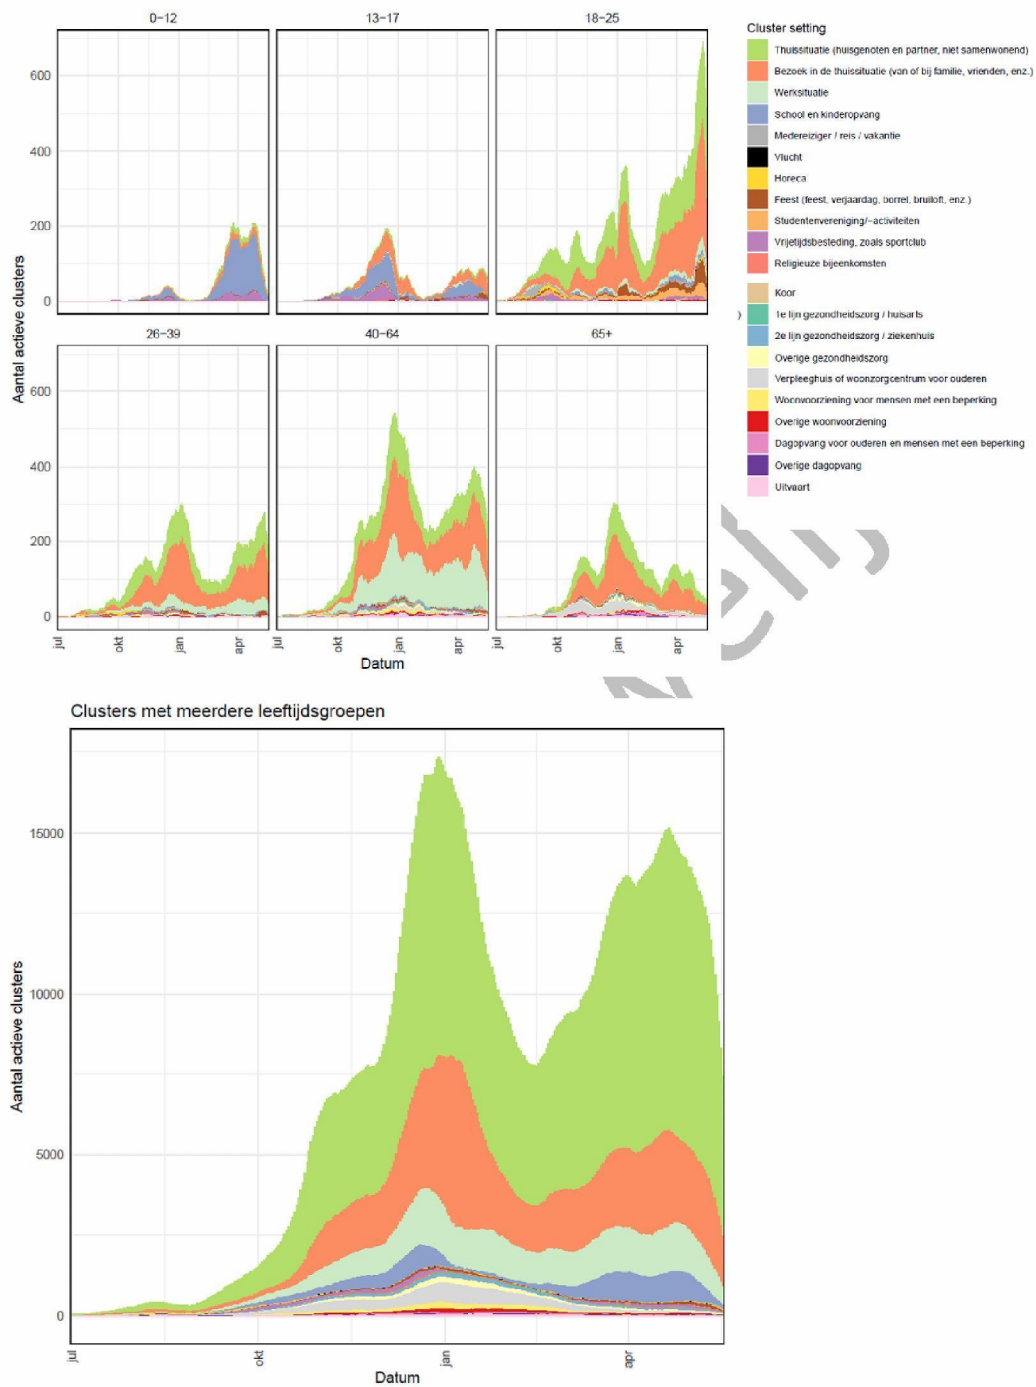 0-12
13-17
18-25
600
400
200
0
Aantal actieve clusters
26-39
40-64
65+
600
400
200
0
jul
okt
jan
apr
jul
okt
jan
apr
jul
okt
jan
apr
Datum
Cluster setting
Thuissituatie (huisgenoten en partner, niet samenwonend)
Bezoek in de thuissituatie (van of bij familie, vrienden, enz.)
Werksituatie
School en kinderopvang
Medereiziger / reis / vakantie
Vlucht
Horeca
Feest (feest, verjaardag, borrel, bruiloft, enz.)
Studentenvereniging/-activiteiten
Vrijetijdsbesteding, zoals sportclub
Religieuze bijeenkomsten
Koor
)
1e lijn gezondheidszorg / huisarts
2e lijn gezondheidszorg / ziekenhuis
Overige gezondheidszorg
Verpleeghuis of woonzorgcentrum voor ouderen
Woonvoorziening voor mensen met een beperking
Overige woonvoorziening
Dagopvang voor ouderen en mensen met een beperking
Overige dagopvang
Uitvaart
Clusters met meerdere leeftijdsgroepen
15000
10000
5000
0
Aantal actieve clusters
jul
okt
jan
apr
Datum